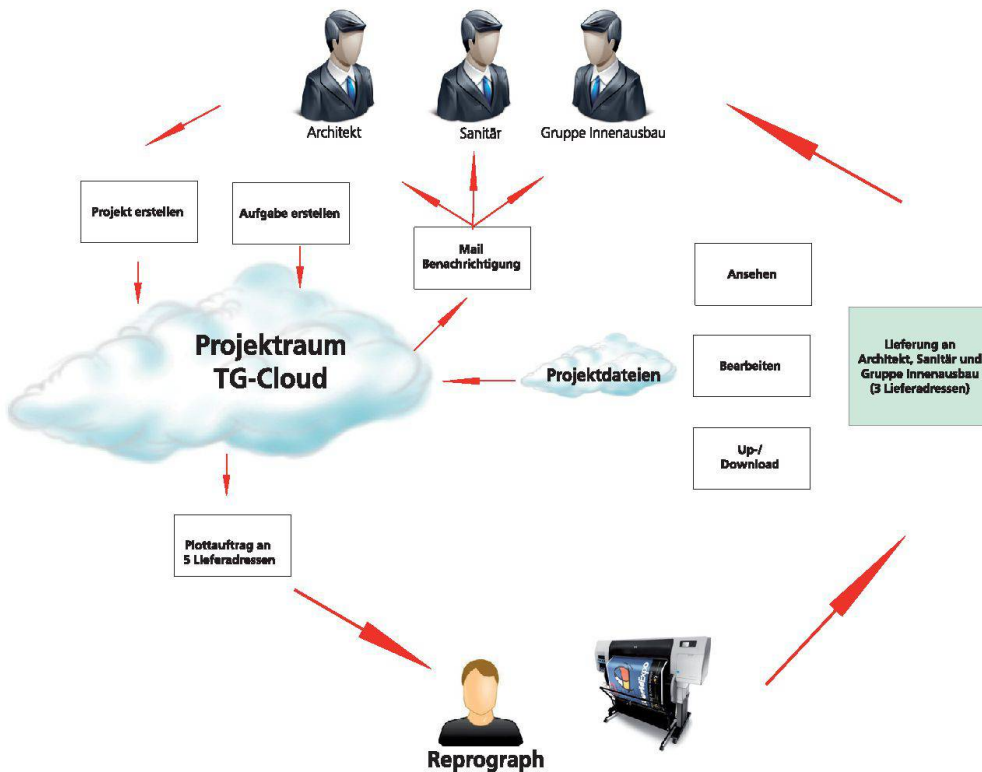 Architekt
Sanitär
Gruppe Innenausbau
Projekt erstellen
Aufgabe erstellen
Mail
Benachrichtigung
Ansehen
Projektraum
TG-Cloud
Projektdateien
Bearbeiten
Lieferung an
Architekt, Sanitär und
Gruppe Innenausbau
(3 Lieferadressen)
Up-/
Download
Plottauftrag an
5 Lieferadressen
Reprograph